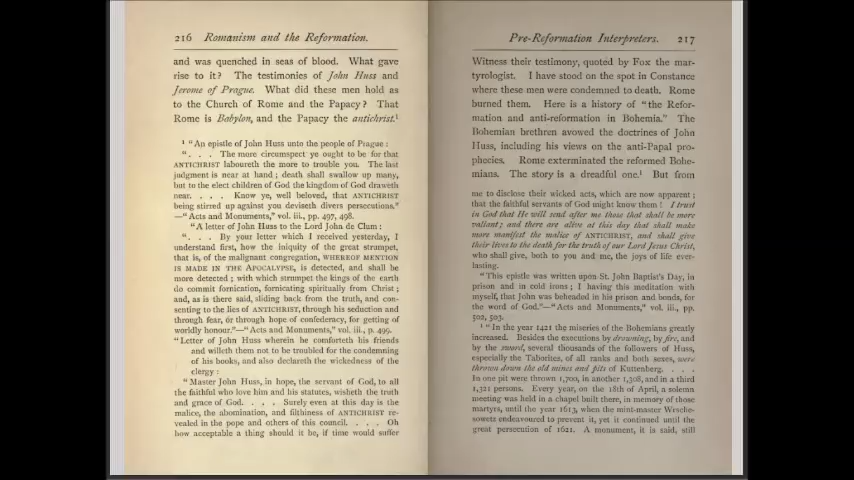 216 Romanism and the Reformation.
and was quenched in seas of blood. What gave
rise to it? The testimonies of John Huss and
Jerome of Prague. What did these men hold as
to the Church of Rome and the Papacy? That
Rome is Babylon, and the Papacy the antichrist.¹
¹ "An epistle of John Huss unto the people of Prague:
". . . The more circumspect ye ought to be for that
ANTICHRIST laboureth the more to trouble you. The last
judgment is near at hand; death shall swallow up many,
but to the elect children of God the kingdom of God draweth
near. . . . Know ye, well beloved, that ANTICHRIST
being stirred up against you deviseth divers persecutions."
—"Acts and Monuments," vol. iii., pp. 497, 498.
"A letter of John Huss to the Lord John de Clum:
". . . By your letter which I received yesterday, I
understand first, how the iniquity of the great strumpet,
that is, of the malignant congregation, WHEREOF MENTION
IS MADE IN THE APOCALYPSE, is detected, and shall be
more detected; with which strumpet the kings of the earth
do commit fornication, fornicating spiritually from Christ;
and, as is there said, sliding back from the truth, and con-
senting to the lies of ANTICHRIST, through his seduction and
through fear, or through hope of confederacy, for getting of
worldly honour."—"Acts and Monuments," vol. iii., p. 499.
"Letter of John Huss wherein he comforteth his friends
and willeth them not to be troubled for the condemning
of his books, and also declareth the wickedness of the
clergy:
"Master John Huss, in hope, the servant of God, to all
the faithful who love him and his statutes, wisheth the truth
and grace of God. . . . Surely even at this day is the
malice, the abomination, and filthiness of ANTICHRIST re-
vealed in the pope and others of this council. . . . Oh
how acceptable a thing should it be, if time would suffer
Pre-Reformation Interpreters. 217
Witness their testimony, quoted by Fox the mar-
tyrologist. I have stood on the spot in Constance
where these men were condemned to death. Rome
burned them. Here is a history of "the Refor-
mation and anti-reformation in Bohemia." The
Bohemian brethren avowed the doctrines of John
Huss, including his views on the anti-Papal pro-
phecies. Rome exterminated the reformed Bohe-
mians. The story is a dreadful one.¹ But from
me to disclose their wicked acts, which are now apparent;
that the faithful servants of God might know them! I trust
in God that He will send after me those that shall be more
valiant; and there are alive at this day that shall make
more manifest the malice of ANTICHRIST, and shall give
their lives to the death for the truth of our Lord Jesus Christ,
who shall give, both to you and me, the joys of life ever-
lasting.
"This epistle was written upon St. John Baptist's Day, in
prison and in cold irons; I having this meditation with
myself, that John was beheaded in his prison and bonds, for
the word of God."—"Acts and Monuments," vol. iii., pp.
502, 503.
¹ "In the year 1421 the miseries of the Bohemians greatly
increased. Besides the executions by drowning, by fire, and
by the sword, several thousands of the followers of Huss,
especially the Taborites, of all ranks and both sexes, were
thrown down the old mines and pits of Kuttenberg. . . .
In one pit were thrown 1,700, in another 1,308, and in a third
1,321 persons. Every year, on the 18th of April, a solemn
meeting was held in a chapel built there, in memory of those
martyrs, until the year 1613, when the mint-master Wrsche-
sowetz endeavoured to prevent it, yet it continued until the
great persecution of 1621. A monument, it is said, still